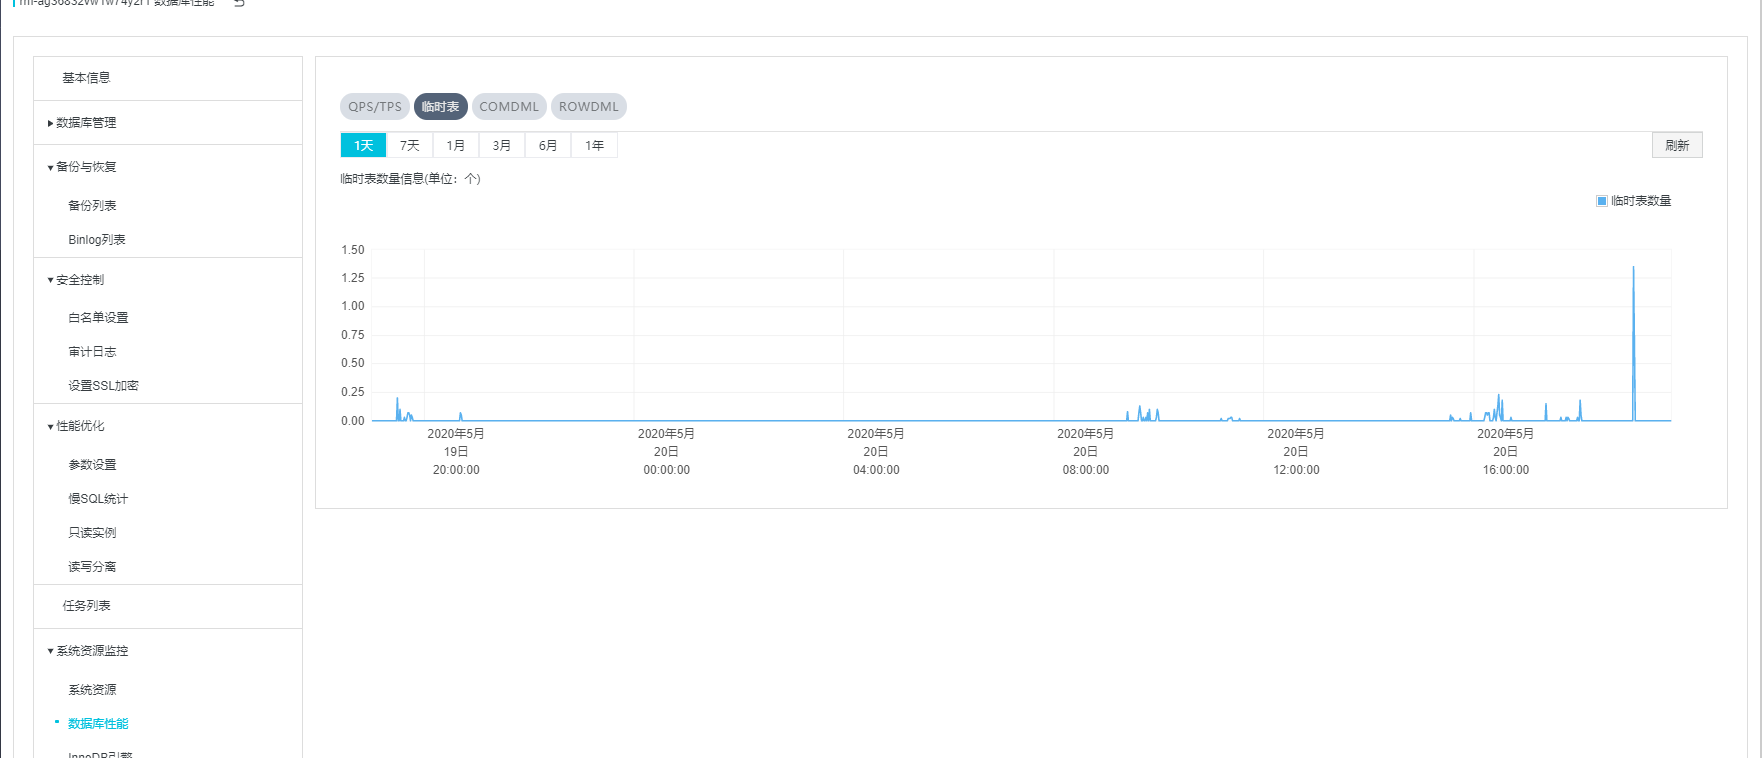 数据库性能
基本信息
数据库管理
备份与恢复
备份列表
Binlog列表
安全控制
白名单设置
审计日志
设置SSL加密
性能优化
参数设置
慢SQL统计
只读实例
读写分离
任务列表
系统资源监控
系统资源
数据库性能
InnoDB引擎
QPS/TPS 临时表 COMDML ROWDML
1天 7天 1月 3月 6月 1年 刷新
临时表数量信息(单位：个)
临时表数量
1.50
1.25
1.00
0.75
0.50
0.25
0.00
2020年5月
19日
20:00:00
2020年5月
20日
00:00:00
2020年5月
20日
04:00:00
2020年5月
20日
08:00:00
2020年5月
20日
12:00:00
2020年5月
20日
16:00:00